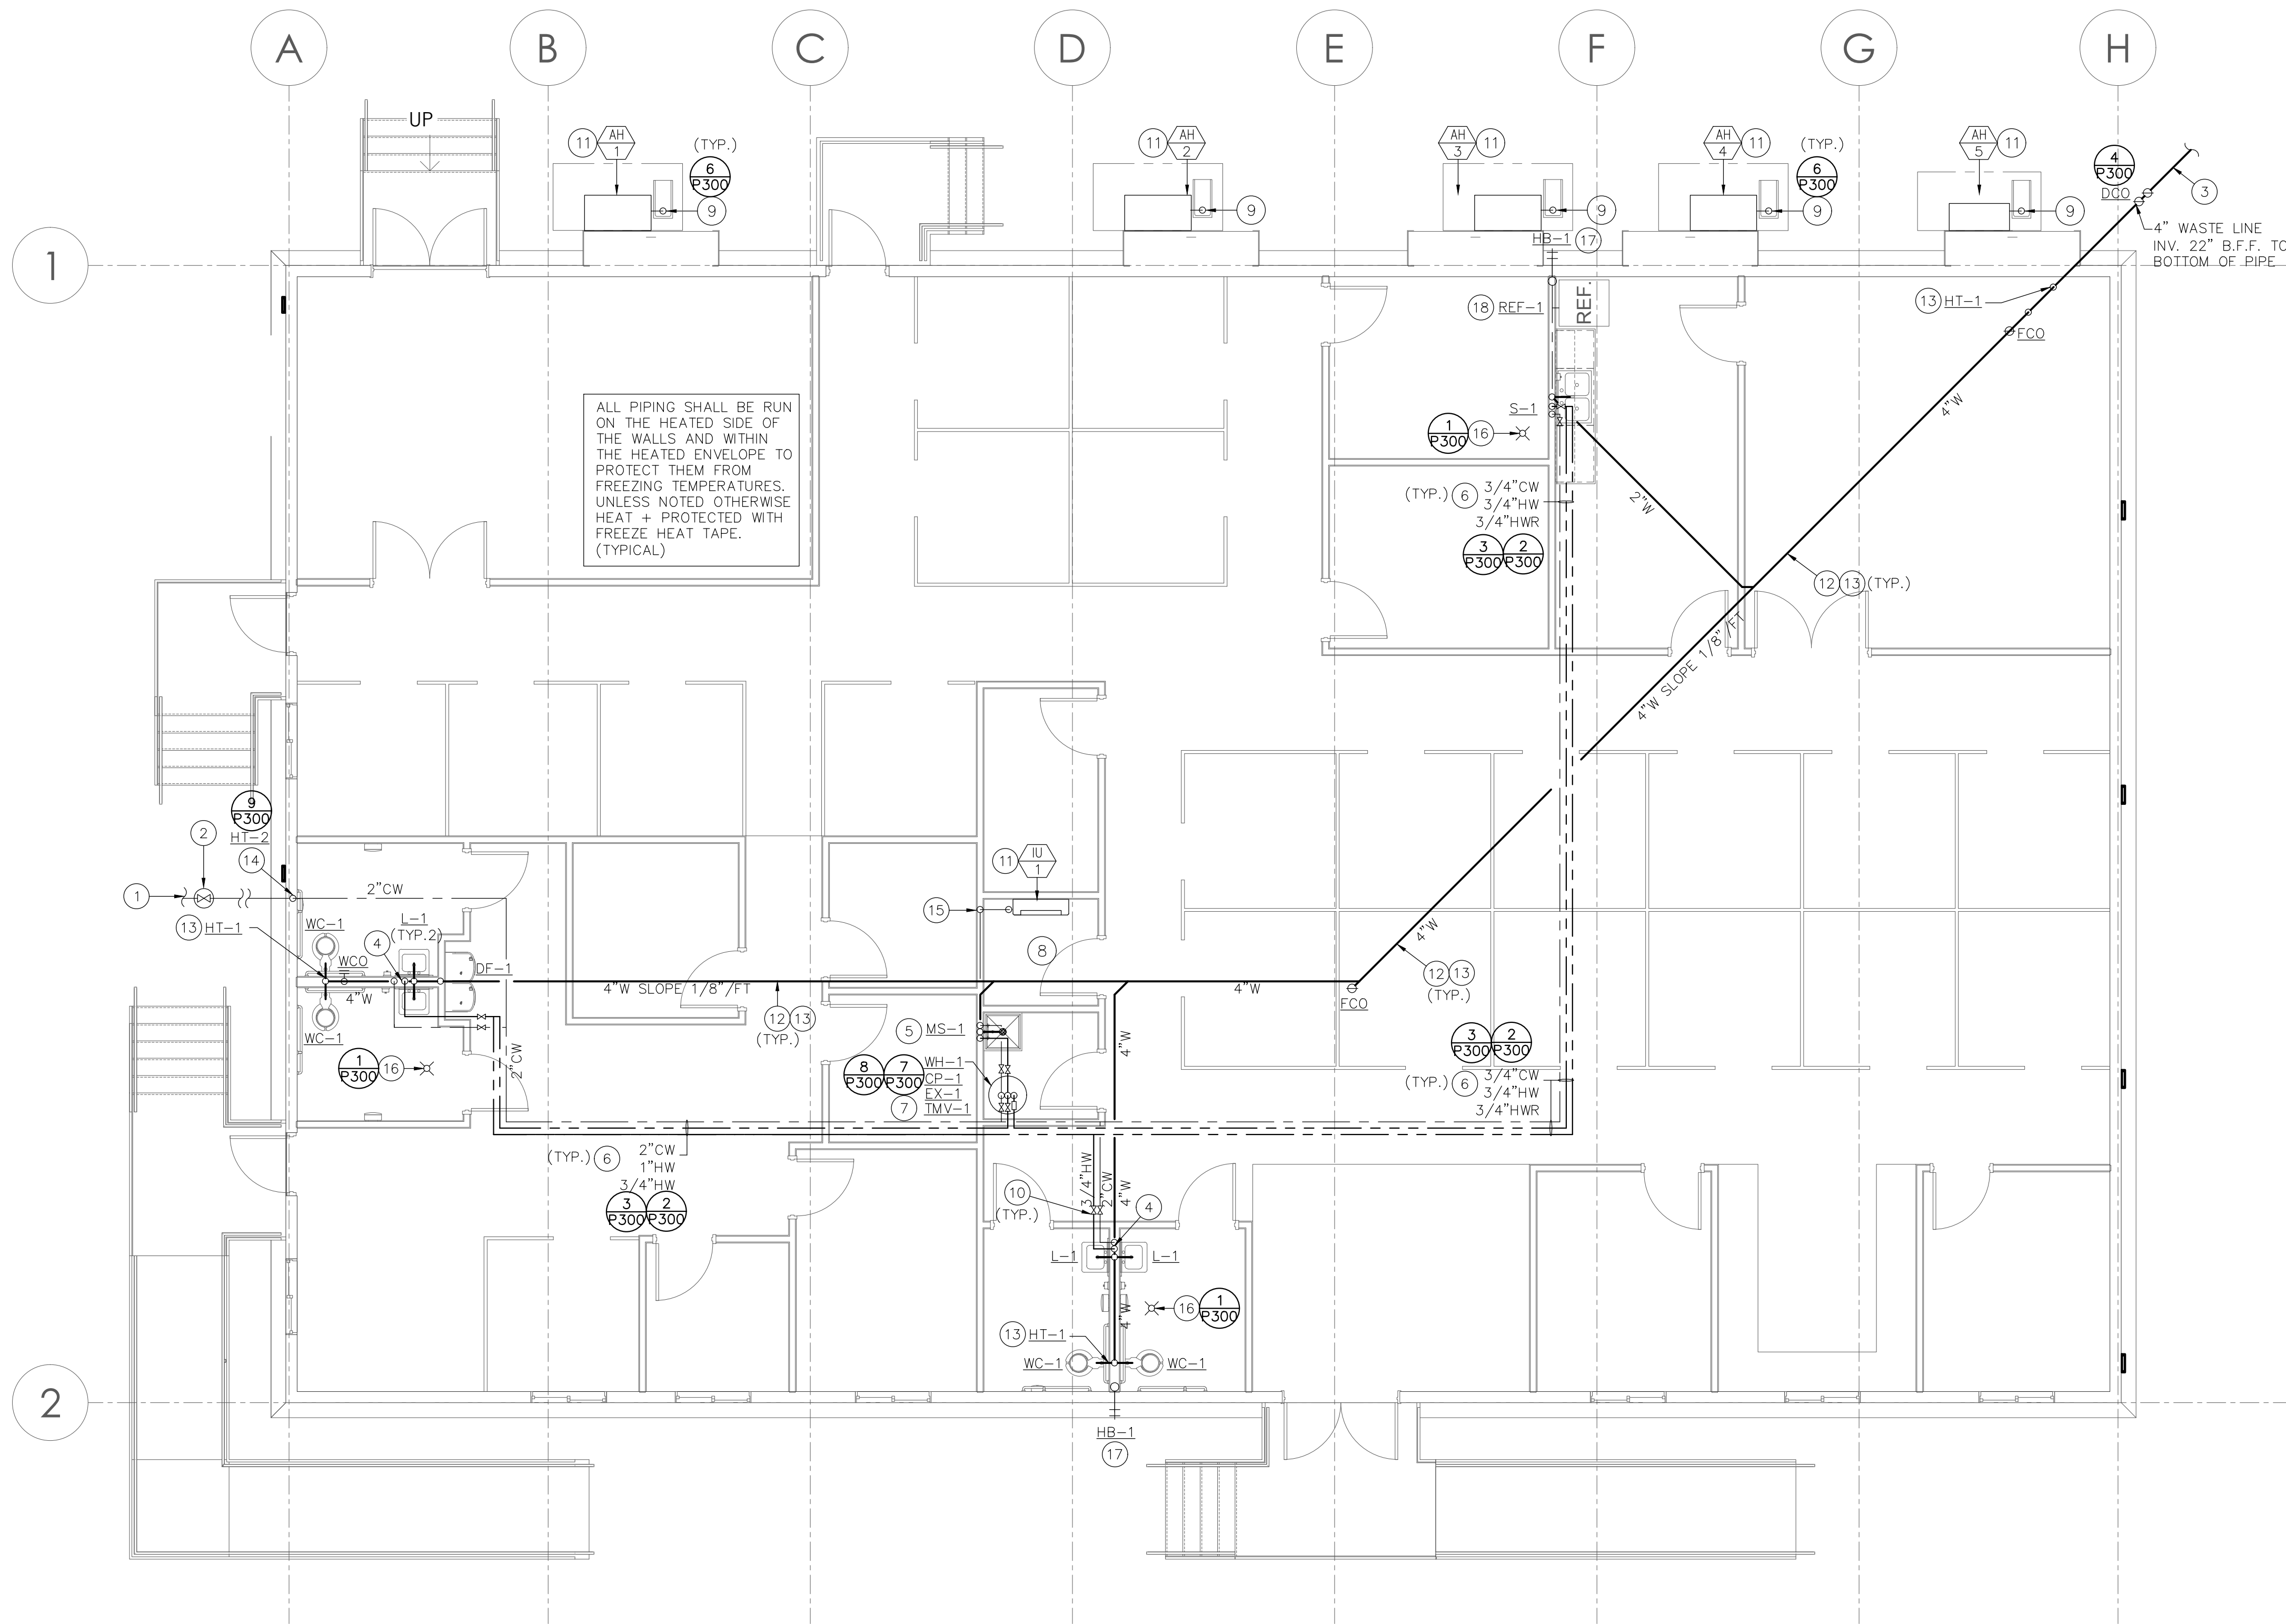 A
B
C
D
E
F
G
H
1
2
UP
11
AH
1
(TYP.)
6
P300
9
11
AH
2
9
AH
3
11
9
HB-1
17
AH
4
11
(TYP.)
6
P300
9
AH
5
11
9
4
P300
DCO
3
4" WASTE LINE
INV. 22" B.F.F. TO
BOTTOM OF PIPE
13
HT-1
FCO
4"W
18
REF-1
REF.
ALL PIPING SHALL BE RUN
ON THE HEATED SIDE OF
THE WALLS AND WITHIN
THE HEATED ENVELOPE TO
PROTECT THEM FROM
FREEZING TEMPERATURES.
UNLESS NOTED OTHERWISE
HEAT + PROTECTED WITH
FREEZE HEAT TAPE.
(TYPICAL)
S-1
1
P300
16
(TYP.)
6
3/4"CW
3/4"HW
3/4"HWR
3
P300
2
P300
2"W
12
13
(TYP.)
4"W SLOPE 1/8" /FT
9
P300
HT-2
2
14
1
2"CW
13
HT-1
WC-1
L-1
(TYP.2)
4
WCO
DF-1
4"W
WC-1
1
P300
16
2"CW
4"W SLOPE 1/8"/FT
12
13
(TYP.)
11
IU
1
15
8
4"W
4"W
FCO
12
13
(TYP.)
5
MS-1
8
P300
7
P300
WH-1
CP-1
EX-1
7
TMV-1
4"W
3
P300
2
P300
(TYP.)
6
3/4"CW
3/4"HW
3/4"HWR
(TYP.)
6
2"CW
1"HW
3/4"HW
3
P300
2
P300
3/4"HW
2"CW
4"W
10
(TYP.)
4
L-1
L-1
4"W
16
1
P300
13
HT-1
WC-1
WC-1
HB-1
17